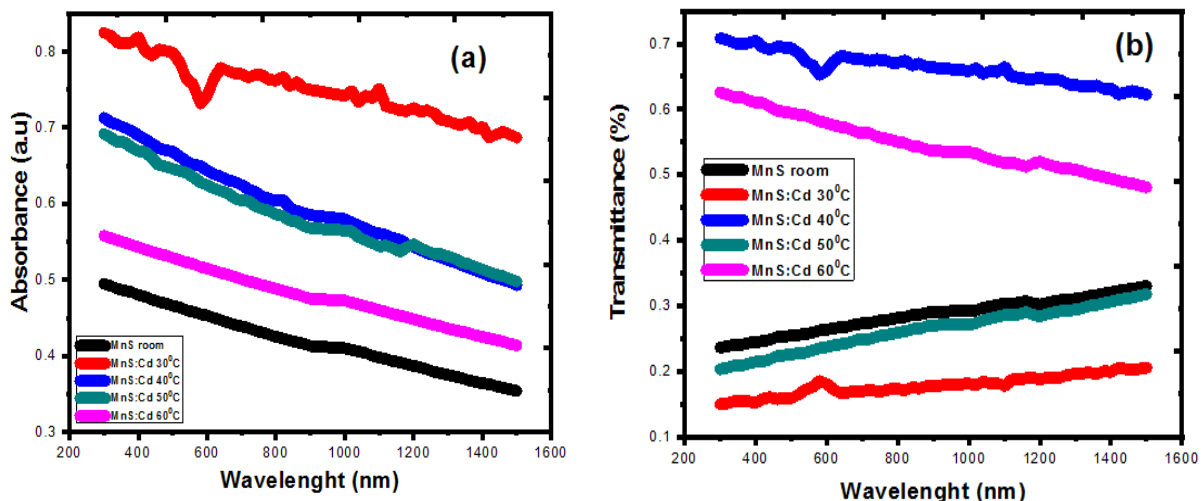 (a)
0.8
0.7
0.6
0.5
0.4
0.3
Absorbance (a.u)
MnS room
MnS:Cd 30⁰C
MnS:Cd 40⁰C
MnS:Cd 50⁰C
MnS:Cd 60⁰C
200 400 600 800 1000 1200 1400 1600
Wavelenght (nm)
(b)
0.7
0.6
0.5
0.4
0.3
0.2
0.1
Transmittance (%)
MnS room
MnS:Cd 30⁰C
MnS:Cd 40⁰C
MnS:Cd 50⁰C
MnS:Cd 60⁰C
200 400 600 800 1000 1200 1400 1600
Wavelenght (nm)